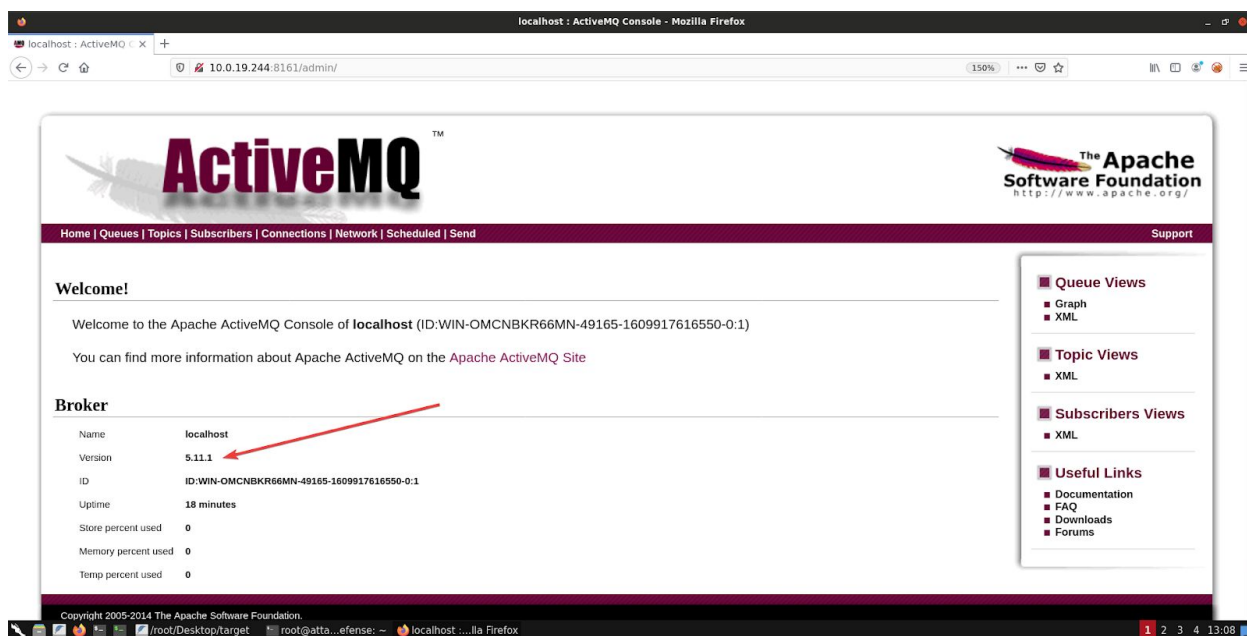 localhost : ActiveMQ Console - Mozilla Firefox
localhost : ActiveMQ C
10.0.19.244:8161/admin/
150%
ActiveMQ™
The Apache
Software Foundation
http://www.apache.org/
Home | Queues | Topics | Subscribers | Connections | Network | Scheduled | Send
Support
Welcome!
Welcome to the Apache ActiveMQ Console of localhost (ID:WIN-OMCNBKR66MN-49165-1609917616550-0:1)
You can find more information about Apache ActiveMQ on the Apache ActiveMQ Site
Broker
Name localhost
Version 5.11.1
ID ID:WIN-OMCNBKR66MN-49165-1609917616550-0:1
Uptime 18 minutes
Store percent used 0
Memory percent used 0
Temp percent used 0
Queue Views
Graph
XML
Topic Views
XML
Subscribers Views
XML
Useful Links
Documentation
FAQ
Downloads
Forums
Copyright 2005-2014 The Apache Software Foundation.
/root/Desktop/target root@atta...efense: ~ localhost :...lla Firefox 1 2 3 4 13:08